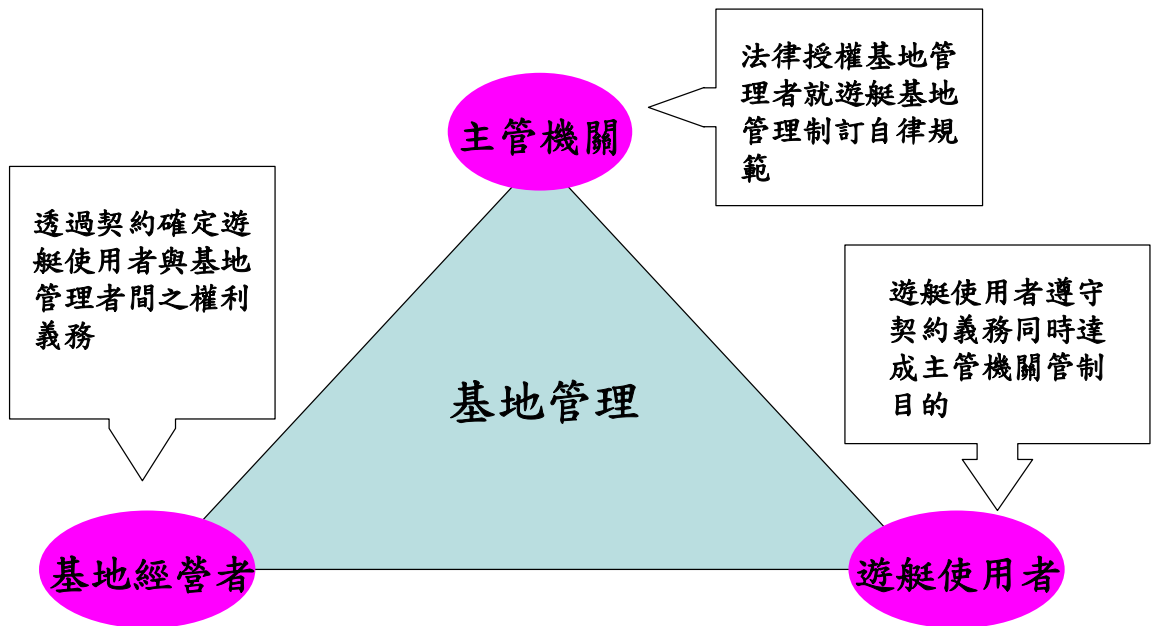 法律授權基地管
理者就遊艇基地
管理制訂自律規
範
主管機關
透過契約確定遊
艇使用者與基地
管理者間之權利
義務
遊艇使用者遵守
契約義務同時達
成主管機關管制
目的
基地管理
基地經營者
遊艇使用者